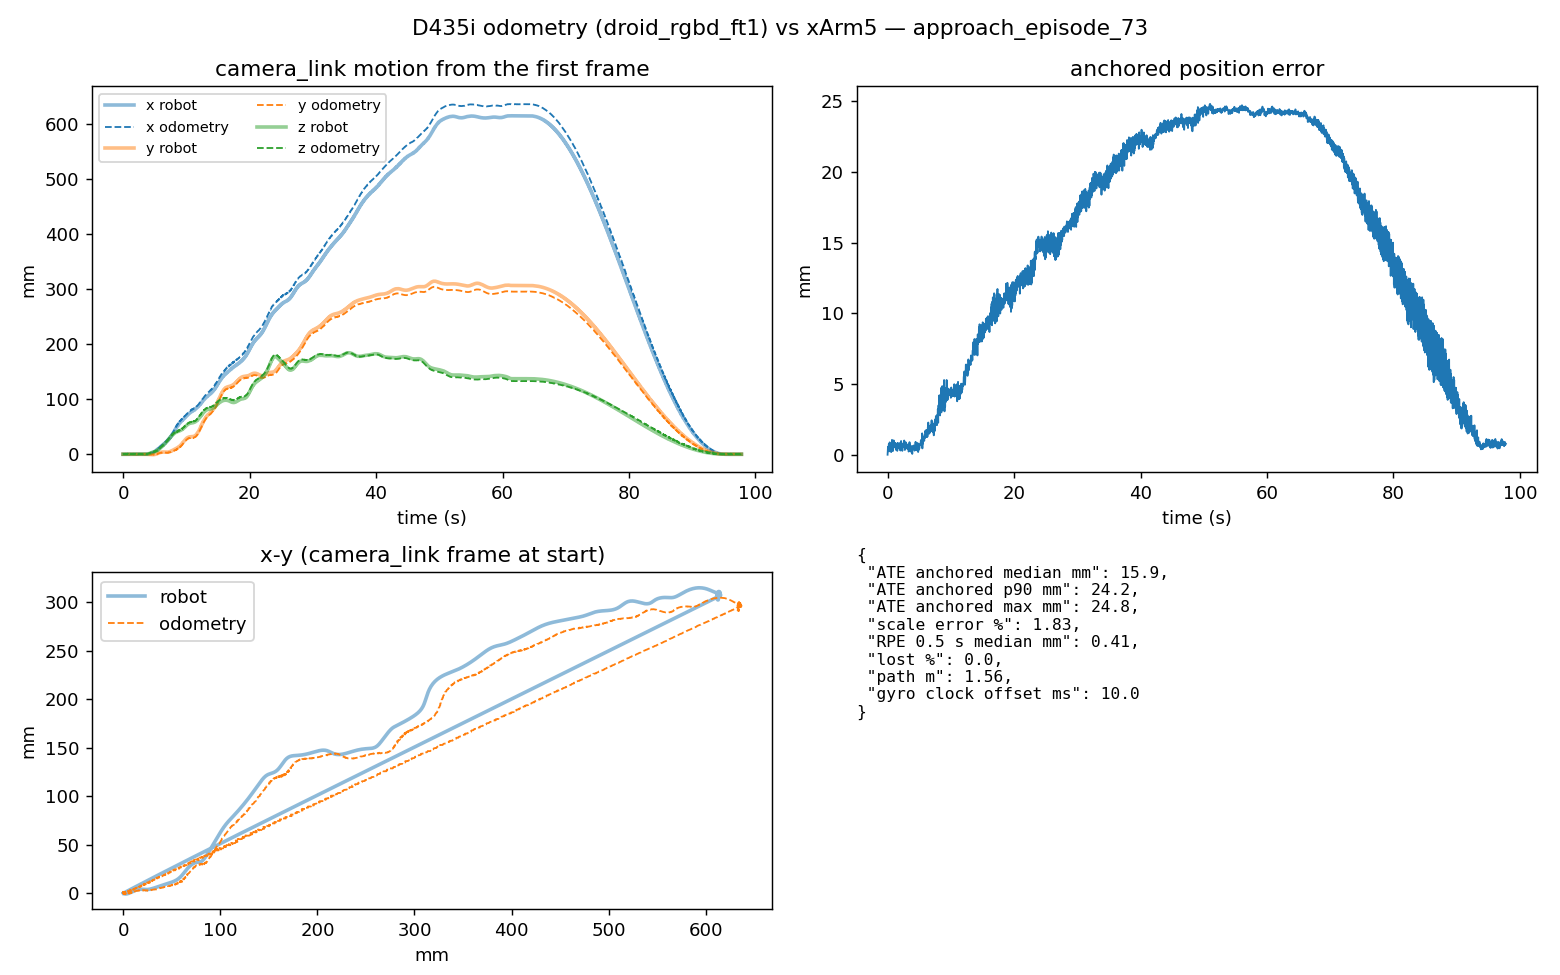 D435i odometry (droid_rgbd_ft1) vs xArm5 — approach_episode_73
camera_link motion from the first frame
x robot
x odometry
y robot
y odometry
z robot
z odometry
600
500
400
300
200
100
0
mm
0 20 40 60 80 100
time (s)
anchored position error
25
20
15
10
5
0
mm
0 20 40 60 80 100
time (s)
x-y (camera_link frame at start)
robot
odometry
300
250
200
150
100
50
0
mm
0 100 200 300 400 500 600
mm
{
"ATE anchored median mm": 15.9,
"ATE anchored p90 mm": 24.2,
"ATE anchored max mm": 24.8,
"scale error %": 1.83,
"RPE 0.5 s median mm": 0.41,
"lost %": 0.0,
"path m": 1.56,
"gyro clock offset ms": 10.0
}